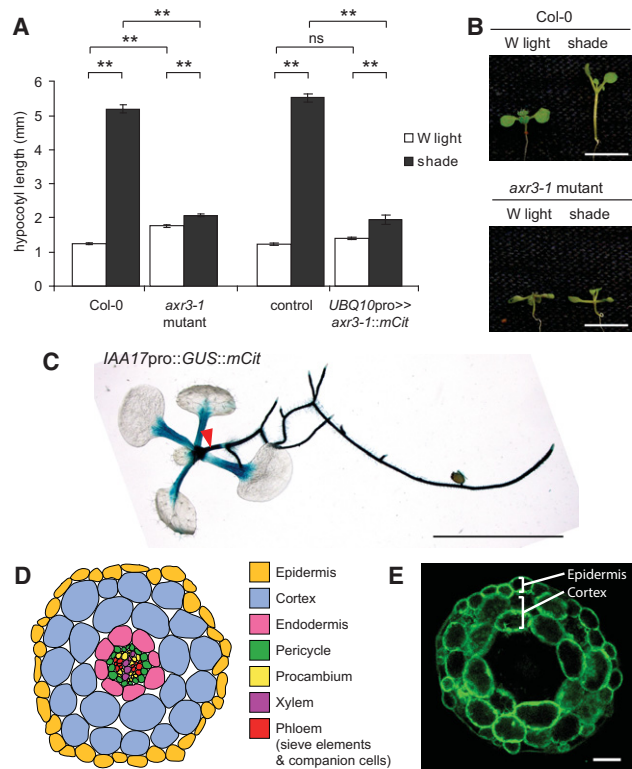 A
** **
** ns
** ** ** **
hypocotyl length (mm)
6
5
4
3
2
1
0
W light
shade
Col-0
axr3-1 mutant
control
UBQ10pro>> axr3-1::mCit
B
Col-0
W light shade
axr3-1 mutant
W light shade
C
IAA17pro::GUS::mCit
D
Epidermis
Cortex
Endodermis
Pericycle
Procambium
Xylem
Phloem
(sieve elements
& companion cells)
E
Epidermis
Cortex